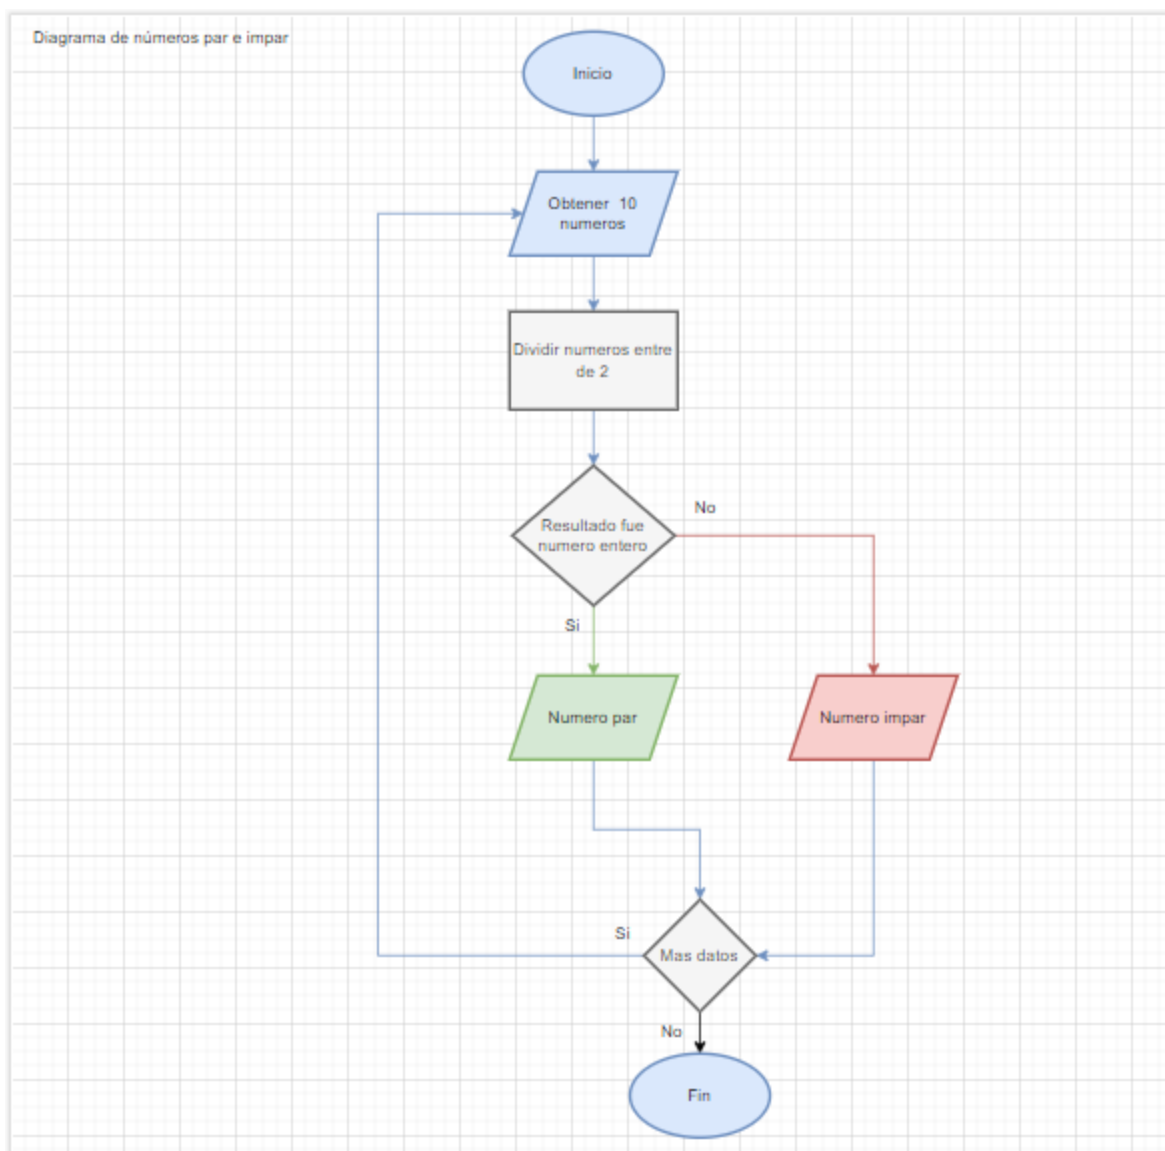 Diagrama de números par e impar
Inicio
Obtener 10
numeros
Dividir numeros entre
de 2
Resultado fue
numero entero
No
Si
Numero par
Numero impar
Si
Mas datos
No
Fin